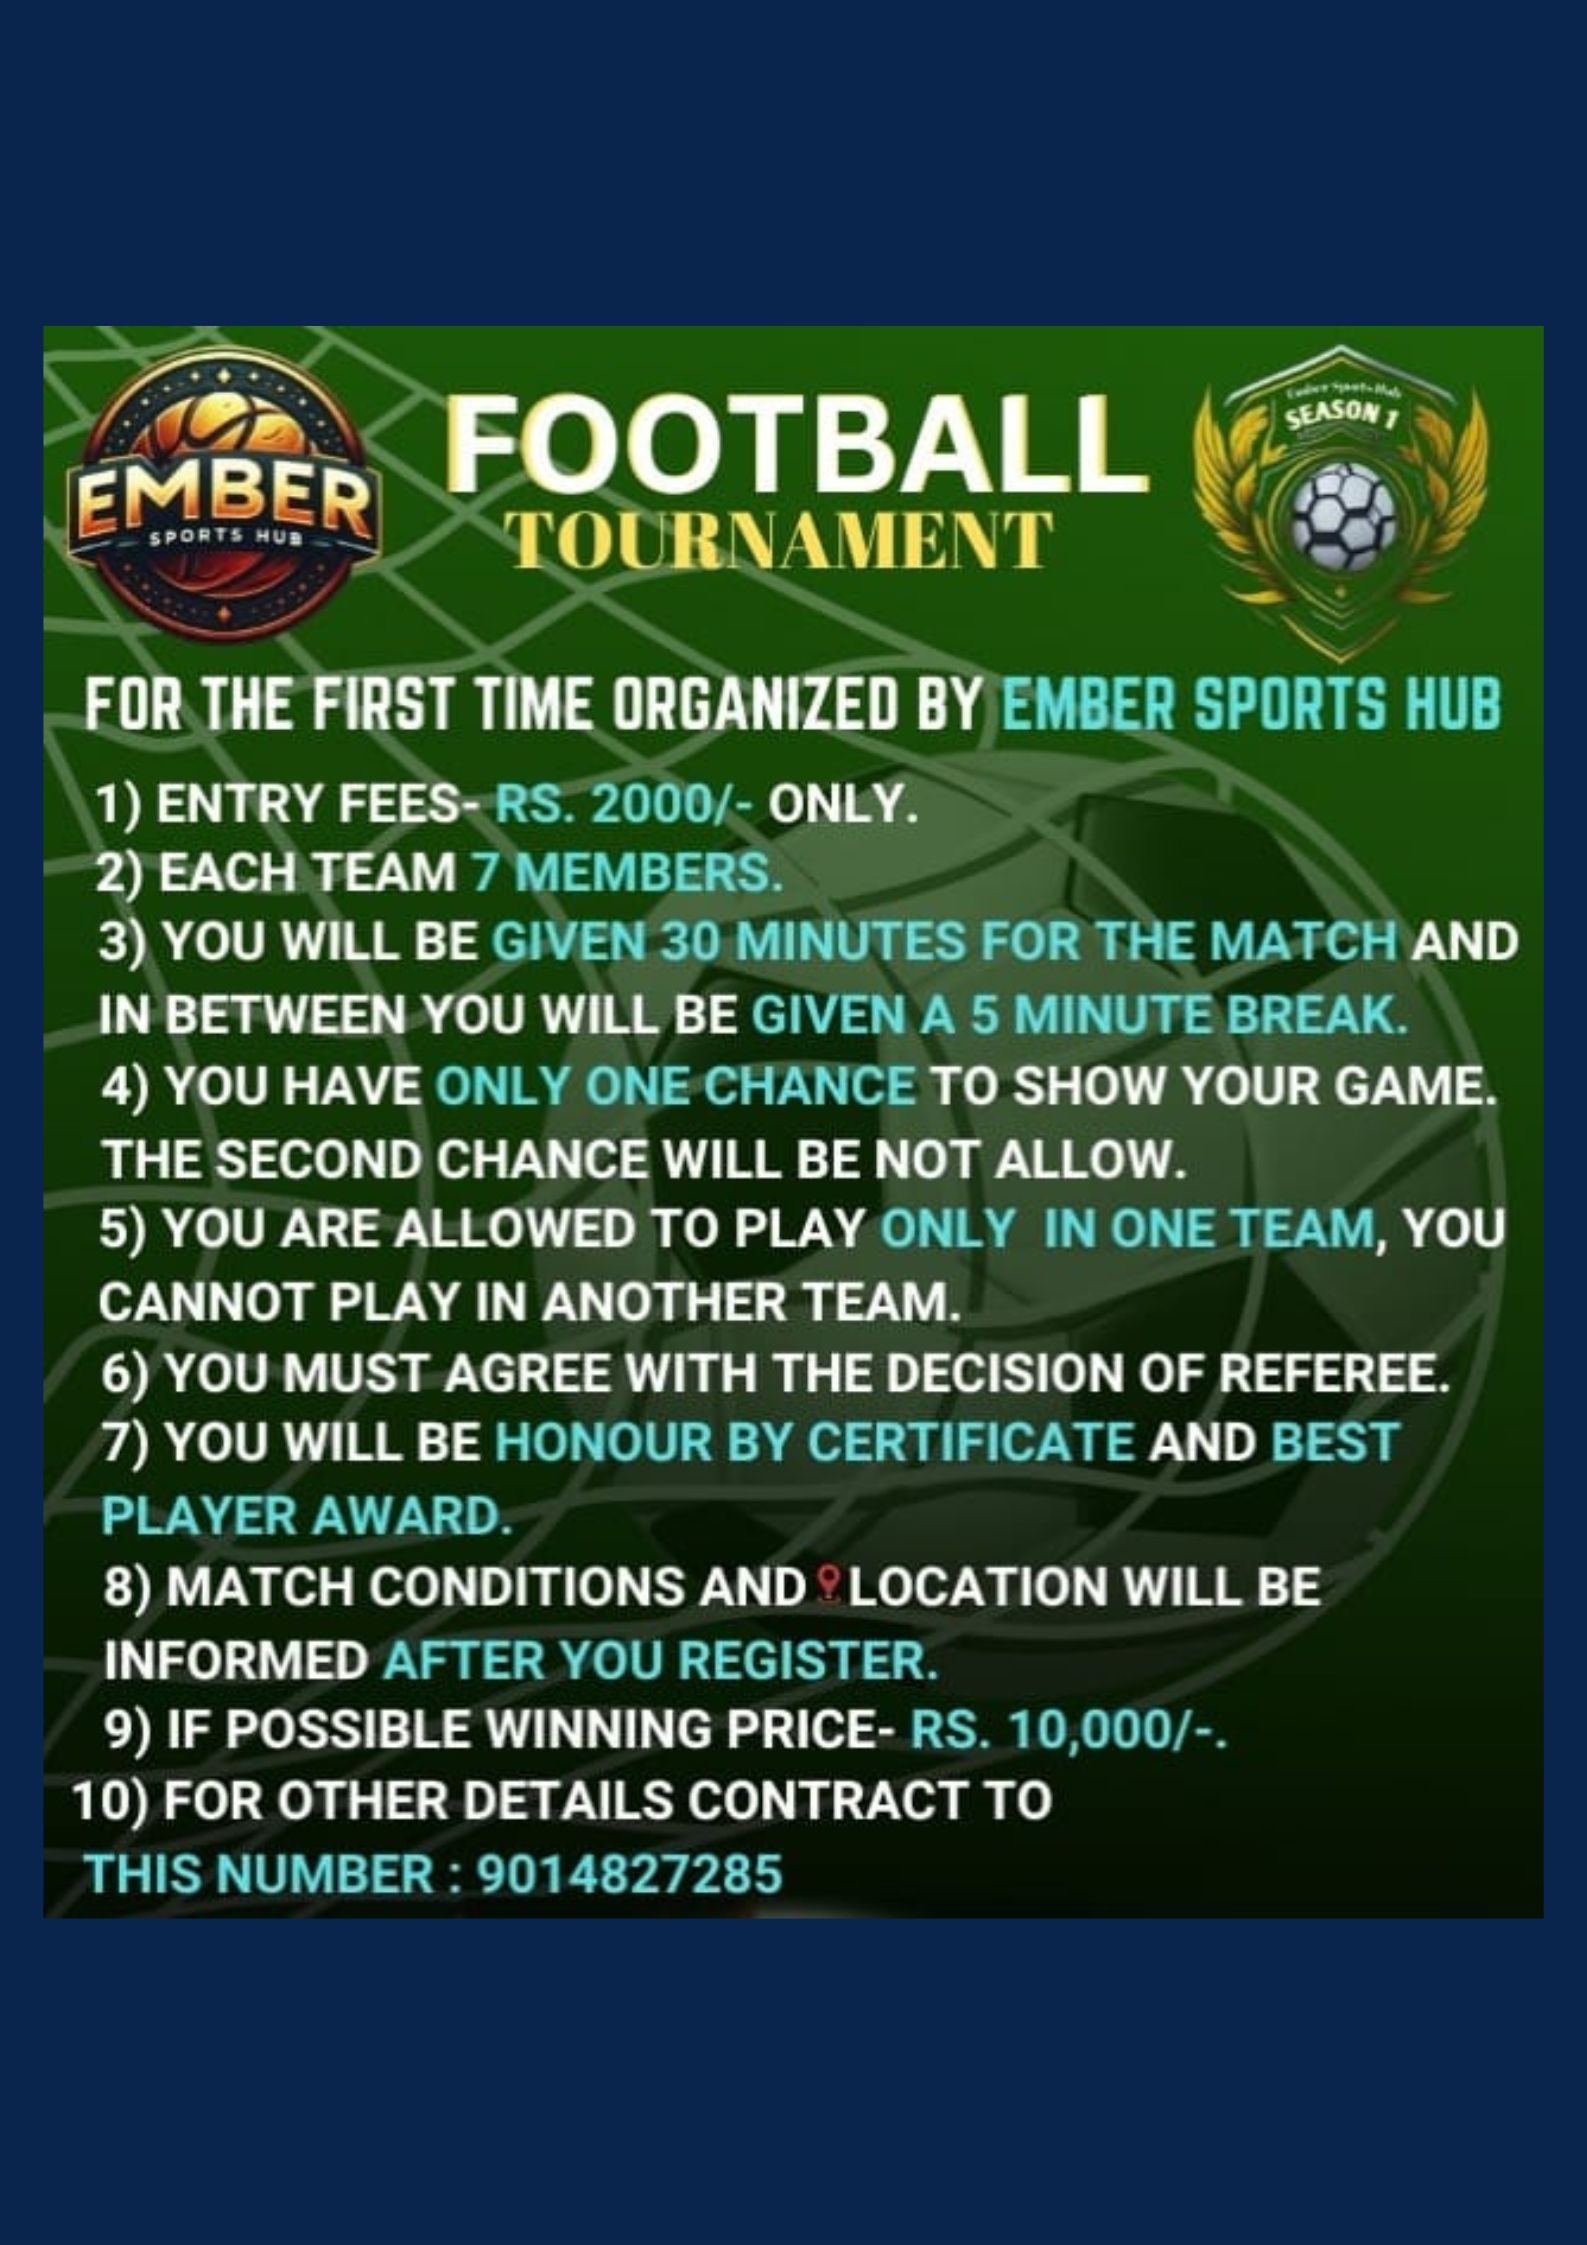 EMBER
SPORTS HUB
FOOTBALL
TOURNAMENT
Ember Sports Hub
SEASON 1
FOR THE FIRST TIME ORGANIZED BY EMBER SPORTS HUB
1) ENTRY FEES- RS. 2000/- ONLY.
2) EACH TEAM 7 MEMBERS.
3) YOU WILL BE GIVEN 30 MINUTES FOR THE MATCH AND
IN BETWEEN YOU WILL BE GIVEN A 5 MINUTE BREAK.
4) YOU HAVE ONLY ONE CHANCE TO SHOW YOUR GAME.
THE SECOND CHANCE WILL BE NOT ALLOW.
5) YOU ARE ALLOWED TO PLAY ONLY IN ONE TEAM, YOU
CANNOT PLAY IN ANOTHER TEAM.
6) YOU MUST AGREE WITH THE DECISION OF REFEREE.
7) YOU WILL BE HONOUR BY CERTIFICATE AND BEST
PLAYER AWARD.
8) MATCH CONDITIONS AND LOCATION WILL BE
INFORMED AFTER YOU REGISTER.
9) IF POSSIBLE WINNING PRICE- RS. 10,000/-.
10) FOR OTHER DETAILS CONTRACT TO
THIS NUMBER : 9014827285